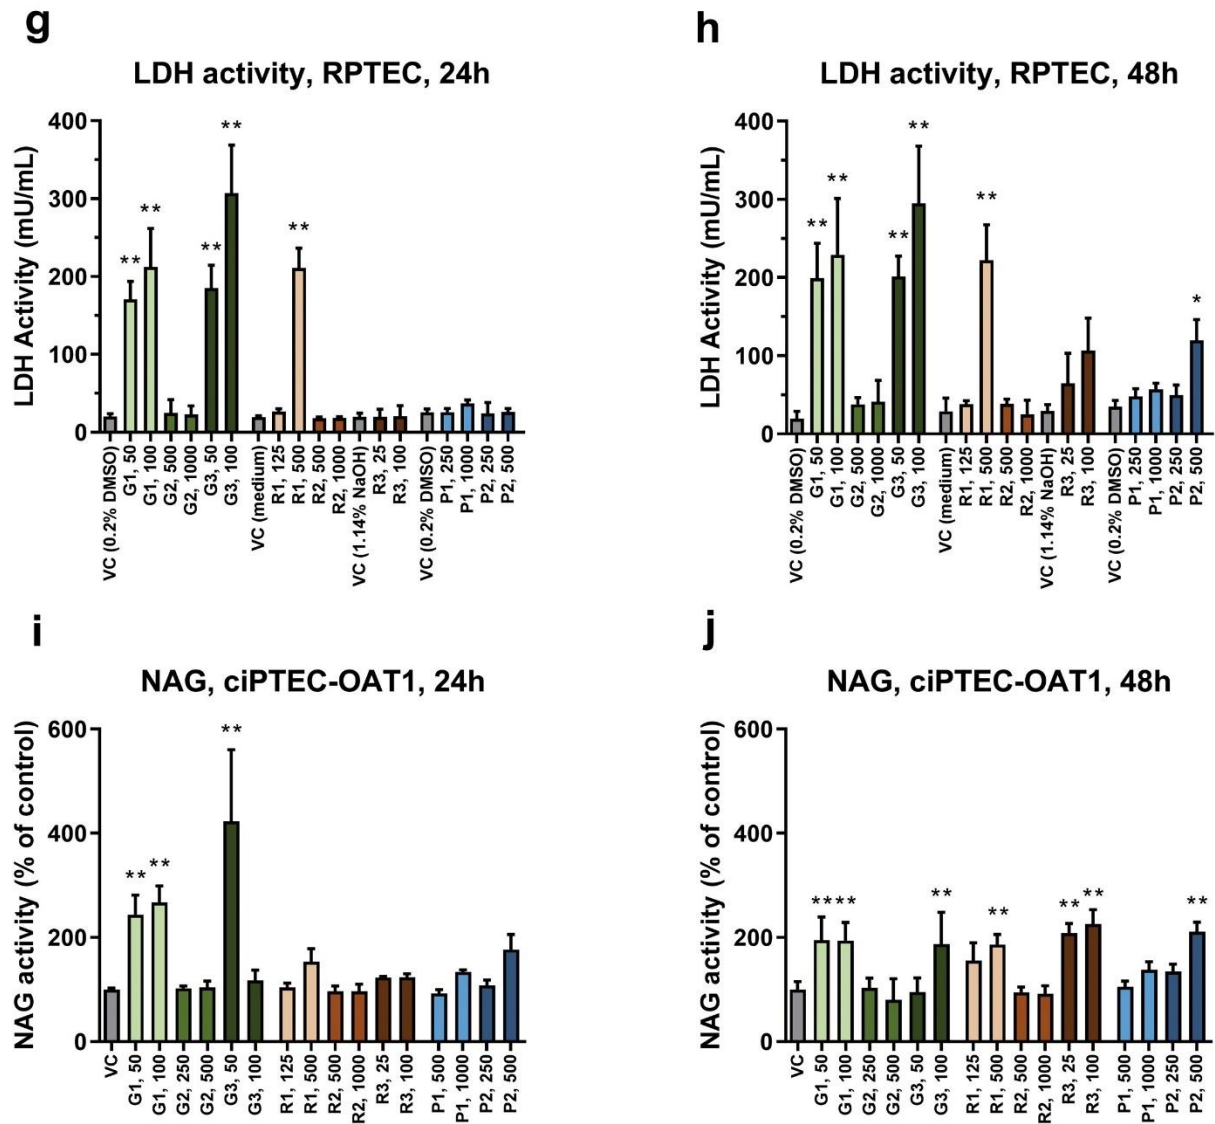 g
LDH activity, RPTEC, 24h
LDH Activity (mU/mL)
400
300
200
100
0
**
**
**
**
**
VC (0.2% DMSO)
G1, 50
G1, 100
G2, 500
G2, 1000
G3, 50
G3, 100
VC (medium)
R1, 125
R1, 500
R2, 500
R2, 1000
VC (1.14% NaOH)
R3, 25
R3, 100
VC (0.2% DMSO)
P1, 250
P1, 1000
P2, 250
P2, 500
h
LDH activity, RPTEC, 48h
LDH Activity (mU/mL)
400
300
200
100
0
**
**
**
**
**
*
VC (0.2% DMSO)
G1, 50
G1, 100
G2, 500
G2, 1000
G3, 50
G3, 100
VC (medium)
R1, 125
R1, 500
R2, 500
R2, 1000
VC (1.14% NaOH)
R3, 25
R3, 100
VC (0.2% DMSO)
P1, 250
P1, 1000
P2, 250
P2, 500
i
NAG, ciPTEC-OAT1, 24h
NAG activity (% of control)
600
400
200
0
**
**
**
VC
G1, 50
G1, 100
G2, 250
G2, 500
G3, 50
G3, 100
R1, 125
R1, 500
R2, 500
R2, 1000
R3, 25
R3, 100
P1, 500
P1, 1000
P2, 250
P2, 500
j
NAG, ciPTEC-OAT1, 48h
NAG activity (% of control)
600
400
200
0
**
**
**
**
**
**
**
VC
G1, 50
G1, 100
G2, 250
G2, 500
G3, 50
G3, 100
R1, 125
R1, 500
R2, 500
R2, 1000
R3, 25
R3, 100
P1, 500
P1, 1000
P2, 250
P2, 500